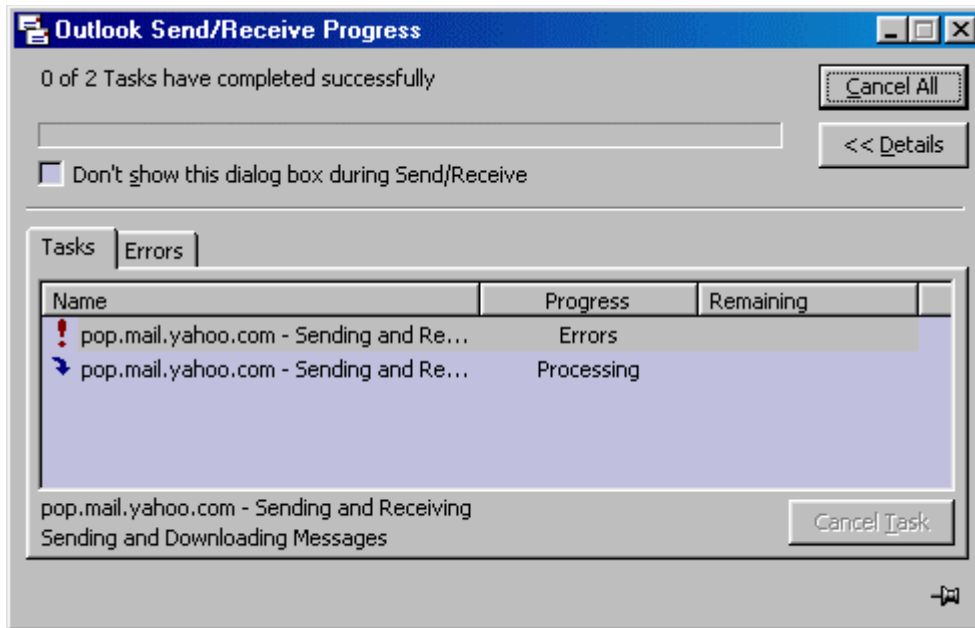 Outlook Send/Receive Progress
0 of 2 Tasks have completed successfully
Cancel All
<< Details
Don't show this dialog box during Send/Receive
Tasks Errors
Name Progress Remaining
pop.mail.yahoo.com - Sending and Re... Errors
pop.mail.yahoo.com - Sending and Re... Processing
pop.mail.yahoo.com - Sending and Receiving
Sending and Downloading Messages
Cancel Task